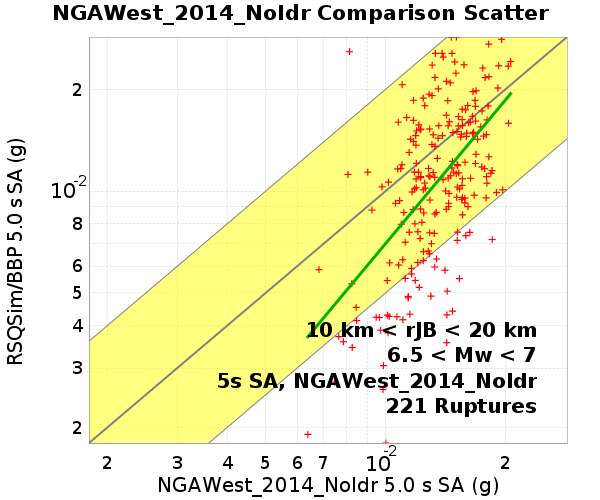 NGAWest_2014_NoIdr Comparison Scatter
RSQSim/BBP 5.0 s SA (g)
2
10-2
8
6
5
4
3
2
10 km < rJB < 20 km
6.5 < Mw < 7
5s SA, NGAWest_2014_NoIdr
221 Ruptures
2 3 4 5 6 7 10-2 2
NGAWest_2014_NoIdr 5.0 s SA (g)